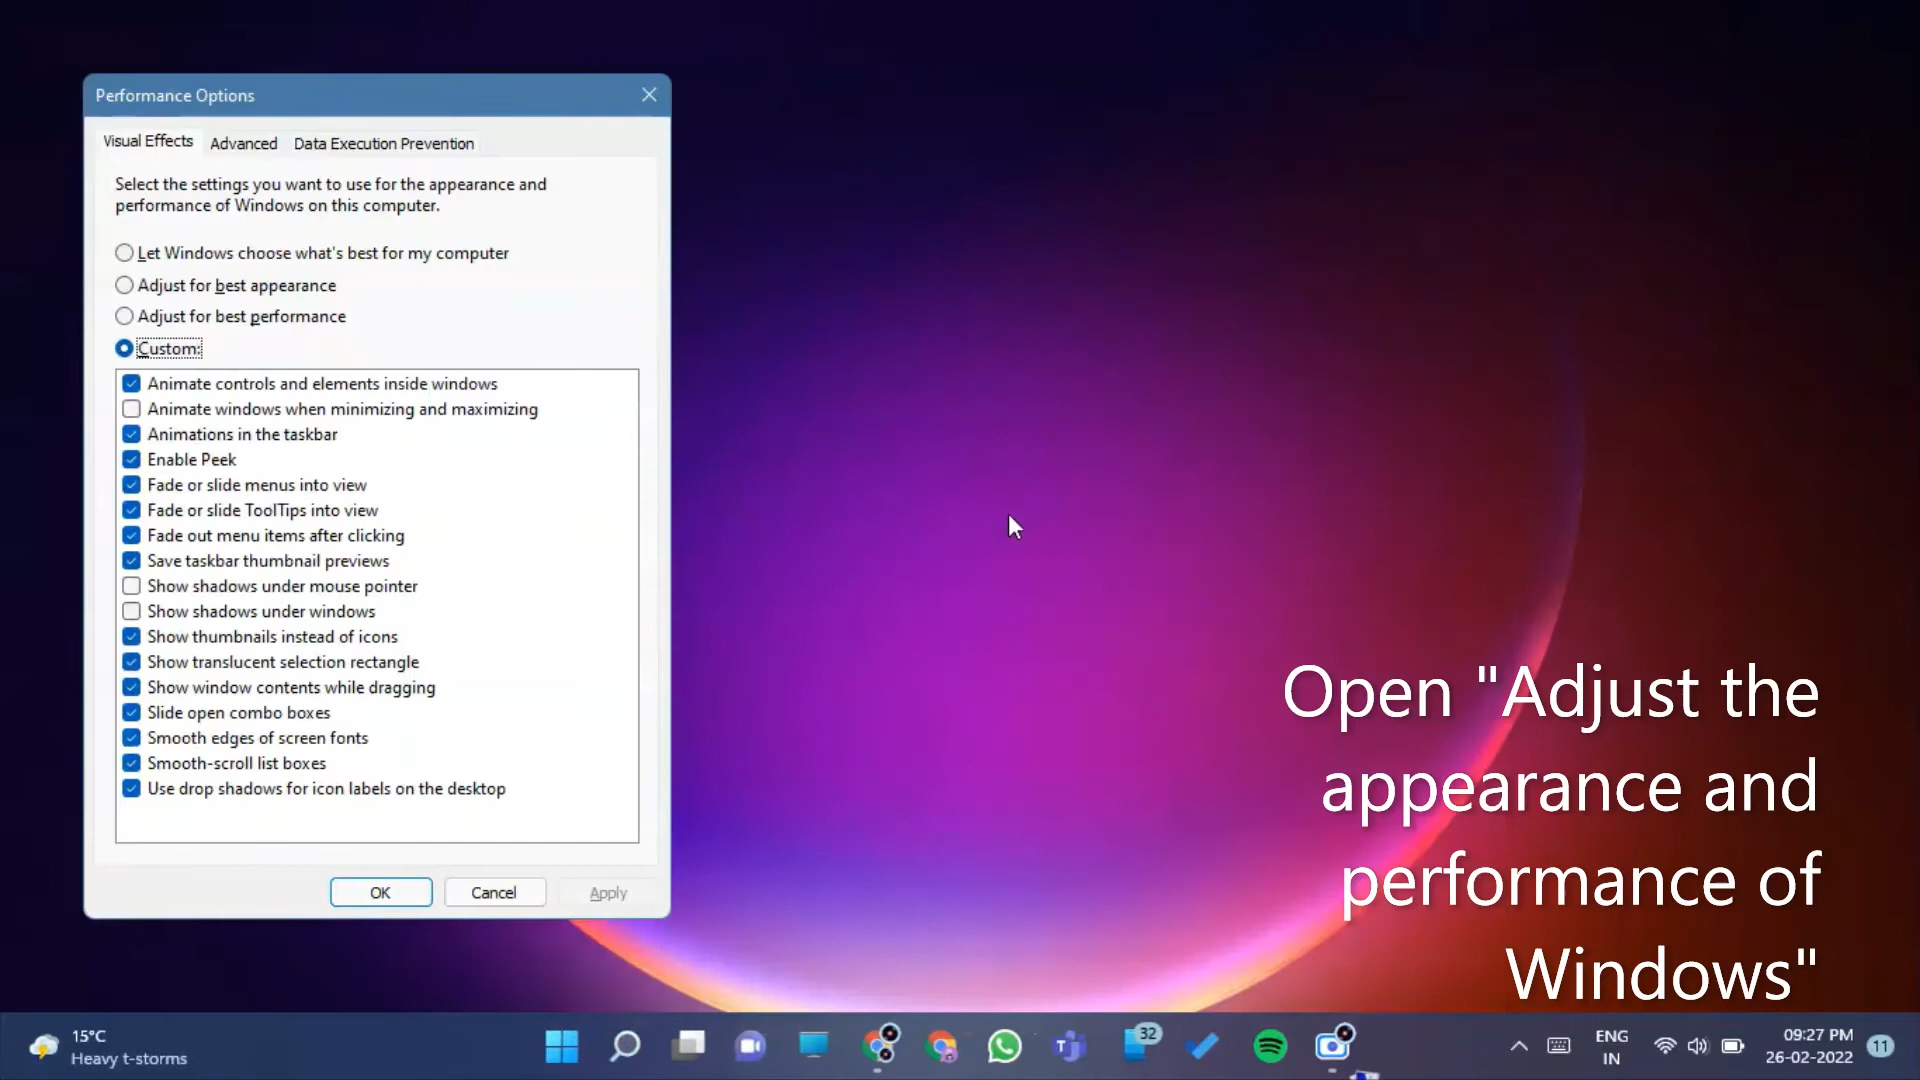 Performance Options
Visual Effects
Advanced
Data Execution Prevention
Select the settings you want to use for the appearance and
performance of Windows on this computer.
Let Windows choose what's best for my computer
Adjust for best appearance
Adjust for best performance
Custom:
Animate controls and elements inside windows
Animate windows when minimizing and maximizing
Animations in the taskbar
Enable Peek
Fade or slide menus into view
Fade or slide ToolTips into view
Fade out menu items after clicking
Save taskbar thumbnail previews
Show shadows under mouse pointer
Show shadows under windows
Show thumbnails instead of icons
Show translucent selection rectangle
Show window contents while dragging
Slide open combo boxes
Smooth edges of screen fonts
Smooth-scroll list boxes
Use drop shadows for icon labels on the desktop
OK
Cancel
Apply
Open "Adjust the
appearance and
performance of
Windows"
15°C
Heavy t-storms
32
ENG
IN
09:27 PM
26-02-2022
11